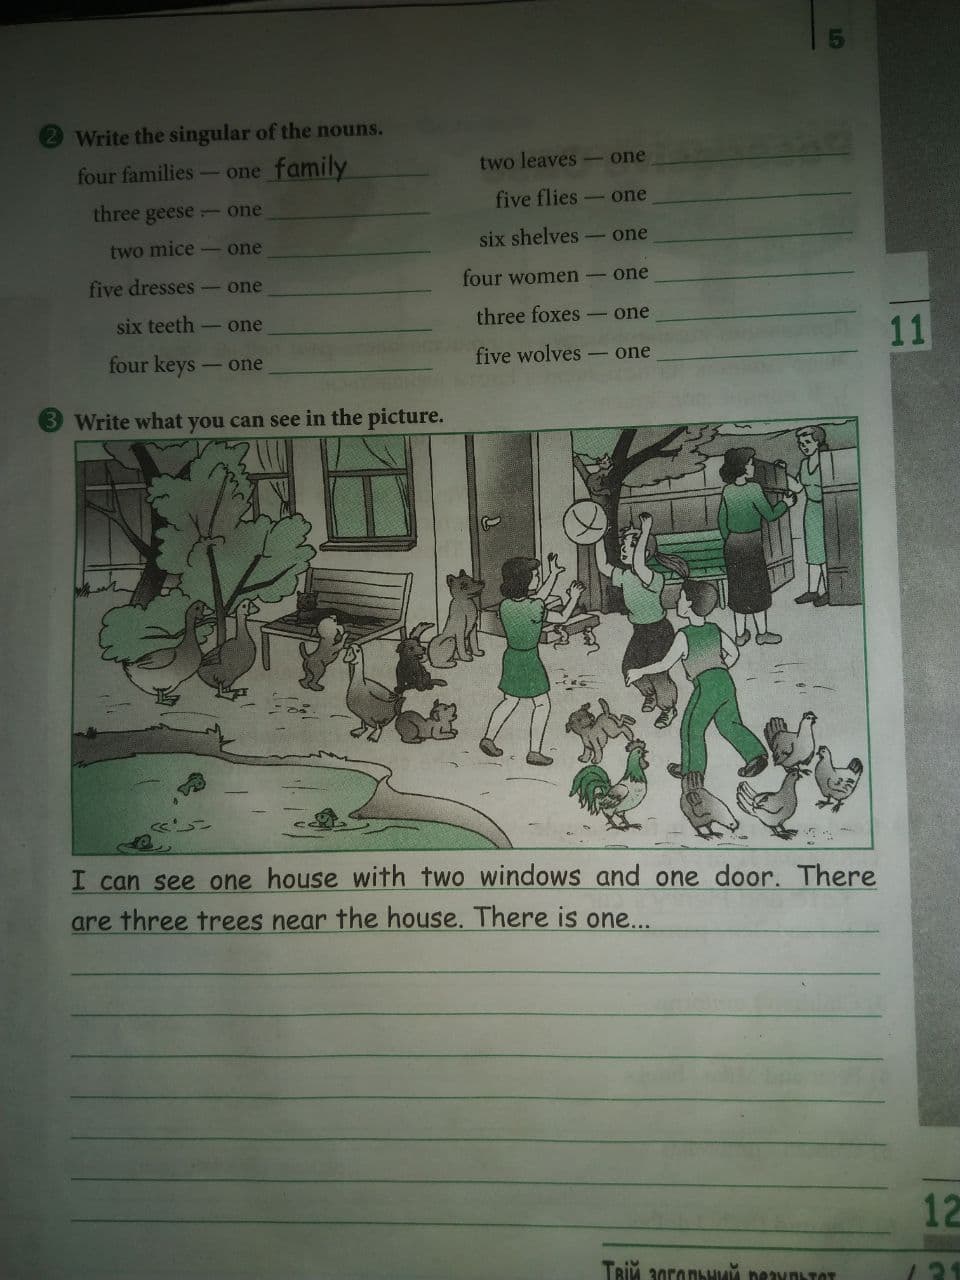 5
2 Write the singular of the nouns.
four families — one family
three geese — one
two mice — one
five dresses — one
six teeth — one
four keys — one
two leaves — one
five flies — one
six shelves — one
four women — one
three foxes — one
five wolves — one
11
3 Write what you can see in the picture.
I can see one house with two windows and one door. There
are three trees near the house. There is one...
12
Твій загальний результат